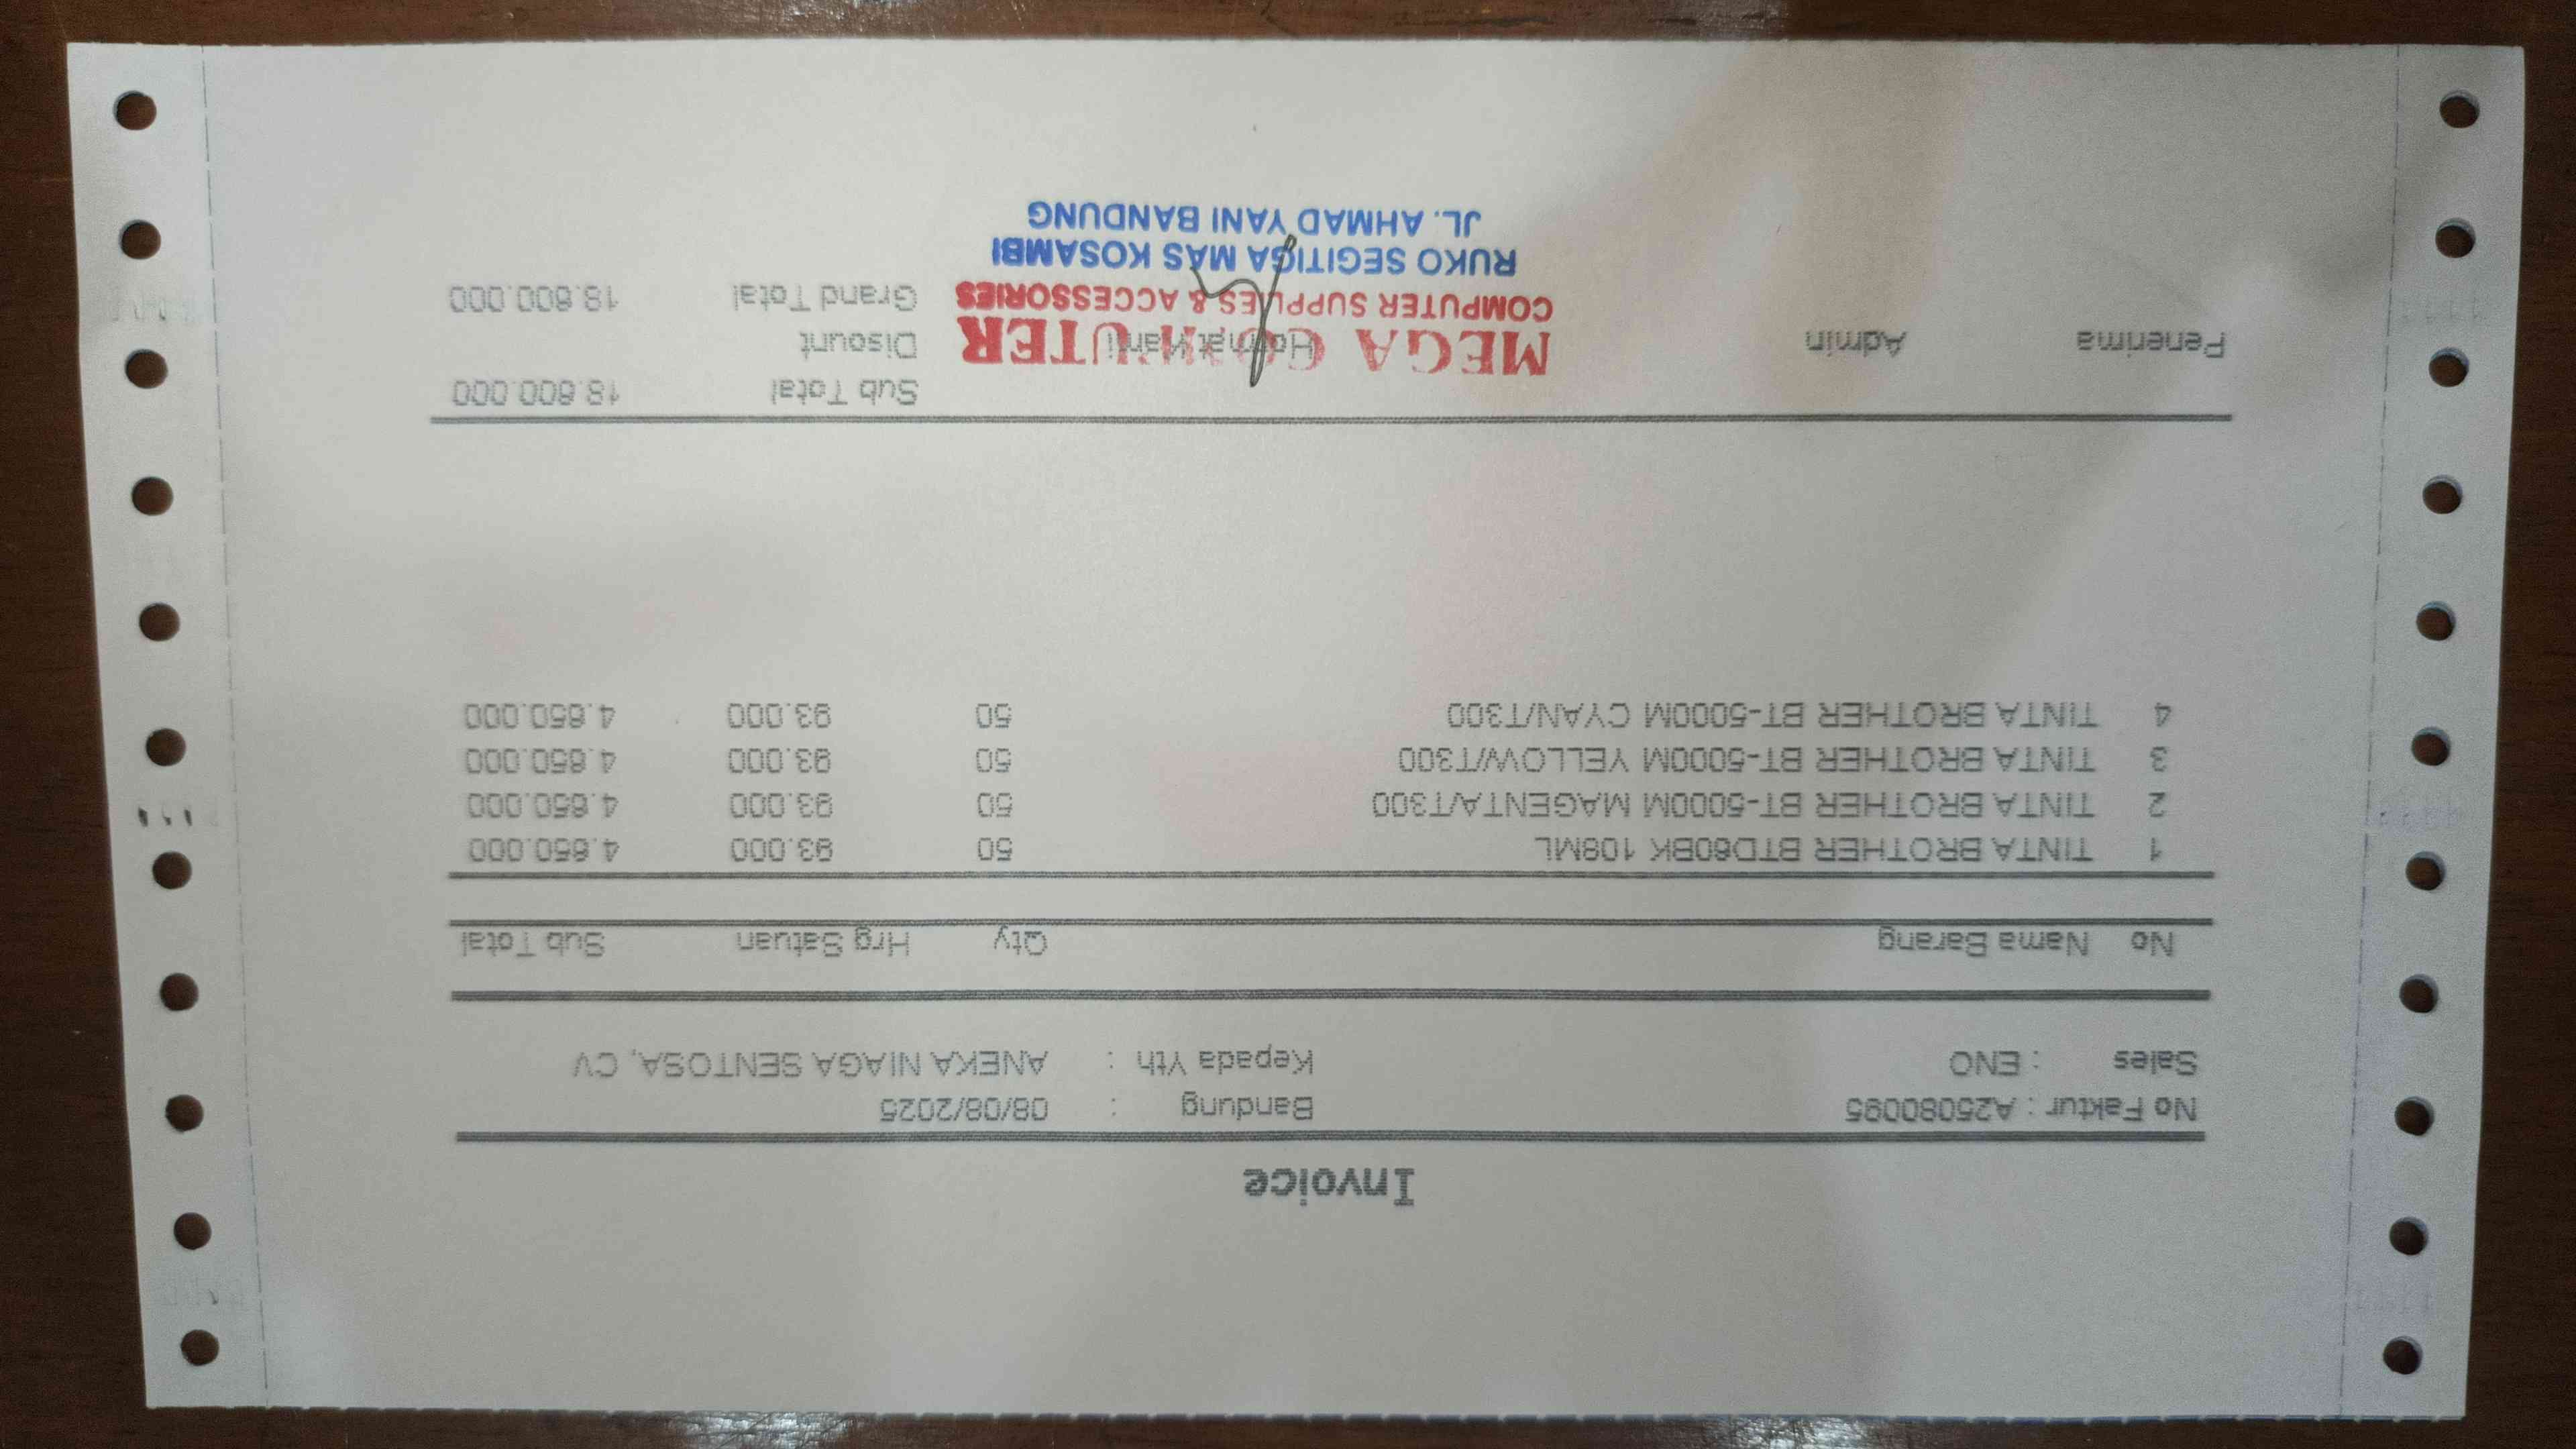 Invoice
No Faktur : A25080095 Bandung : 08/08/2025
Sales : ENO Kepada Yth : ANEKA NIAGA SENTOSA, CV
No Nama Barang Qty Hrg Satuan Sub Total
1 TINTA BROTHER BTD60BK 108ML 50 93.000 4.650.000
2 TINTA BROTHER BT-5000M MAGENTA/T300 50 93.000 4.650.000
3 TINTA BROTHER BT-5000M YELLOW/T300 50 93.000 4.650.000
4 TINTA BROTHER BT-5000M CYAN/T300 50 93.000 4.650.000
Sub Total 18.600.000
Penerima Admin Hormat Kami Disount
Grand Total 18.600.000
MEGA COMPUTER
COMPUTER SUPPLIES & ACCESSORIES
RUKO SEGITIGA MAS KOSAMBI
JL. AHMAD YANI BANDUNG